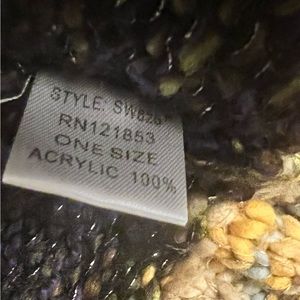 STYLE:
RN121853
ONE SIZE
ACRYLIC 100%